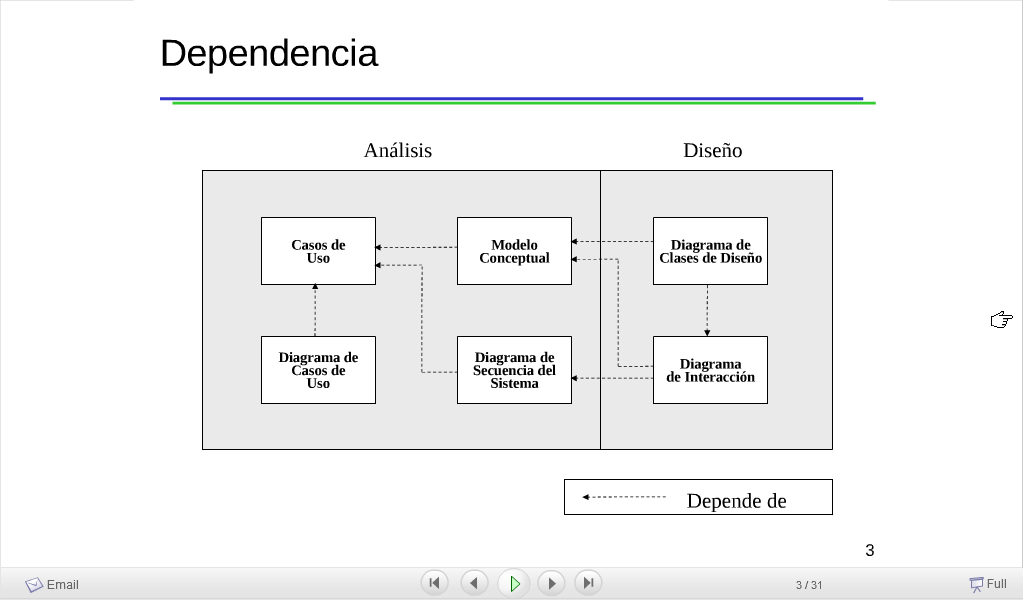 Dependencia
Análisis
Diseño
Casos de
Uso
Modelo
Conceptual
Diagrama de
Clases de Diseño
Diagrama de
Casos de
Uso
Diagrama de
Secuencia del
Sistema
Diagrama
de Interacción
Depende de
3
Email
3 / 31
Full